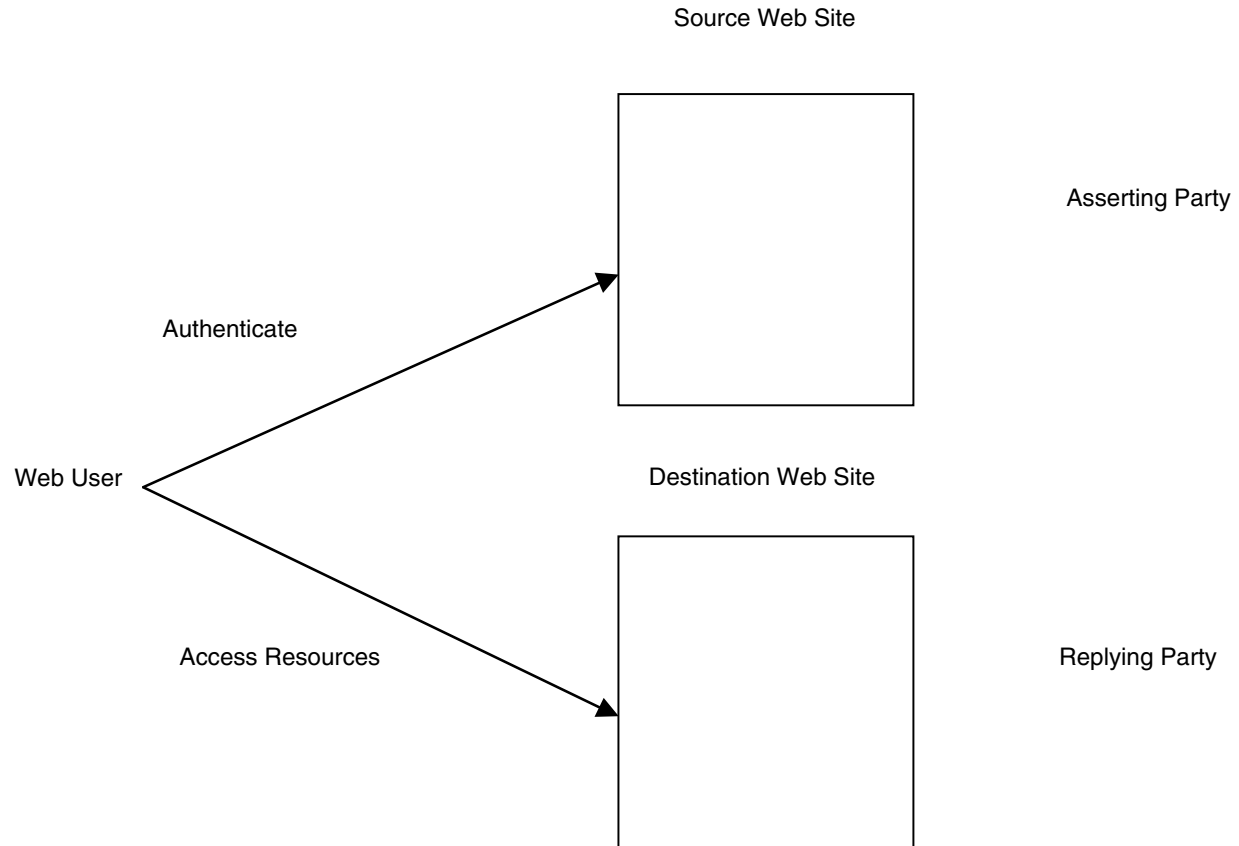 Source Web Site
Asserting Party
Authenticate
Web User
Destination Web Site
Access Resources
Replying Party